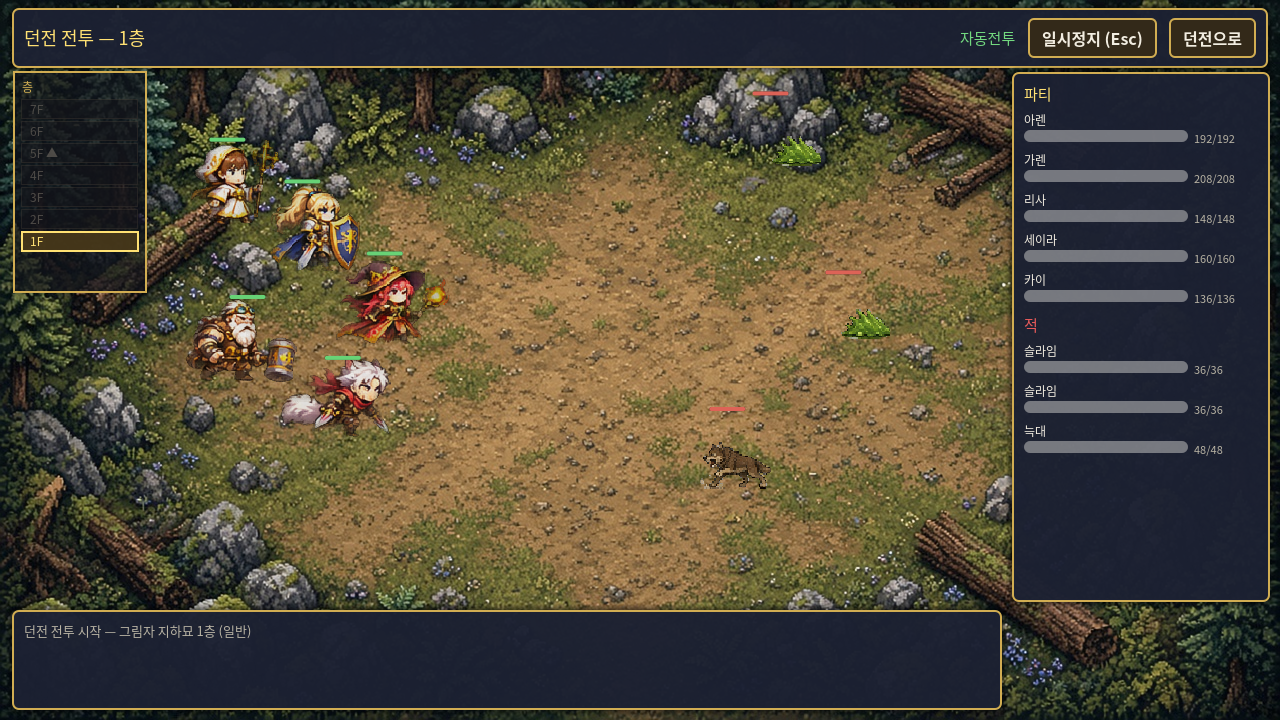 던전 전투 — 1층
자동전투
일시정지 (Esc)
던전으로
층
7F
6F
5F ▲
4F
3F
2F
1F
파티
아렌
192/192
가렌
208/208
리사
148/148
세이라
160/160
카이
136/136
적
슬라임
36/36
슬라임
36/36
늑대
48/48
던전 전투 시작 — 그림자 지하묘 1층 (일반)